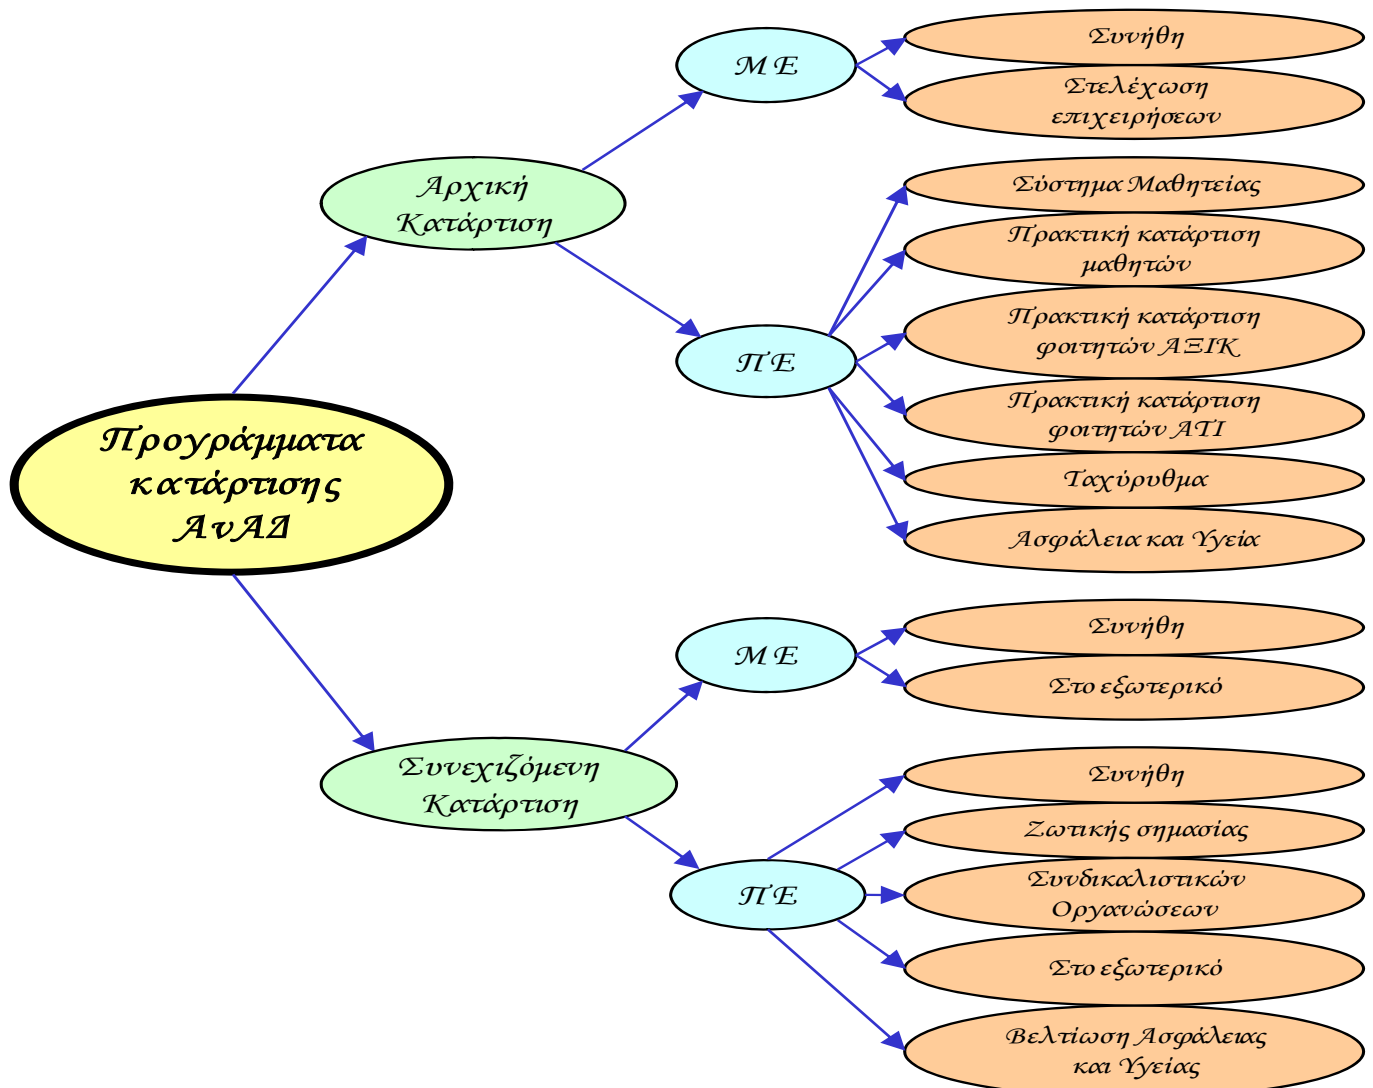 Προγράμματα
κατάρτισης
ΑνΑΔ
Αρχική
Κατάρτιση
ΜΕ
Συνήθη
Στελέχωση
επιχειρήσεων
ΠΕ
Σύστημα Μαθητείας
Πρακτική κατάρτιση
μαθητών
Πρακτική κατάρτιση
φοιτητών ΑΞΙΚ
Πρακτική κατάρτιση
φοιτητών ΑΤΙ
Ταχύρυθμα
Ασφάλεια και Υγεία
Συνεχιζόμενη
Κατάρτιση
ΜΕ
Συνήθη
Στο εξωτερικό
ΠΕ
Συνήθη
Ζωτικής σημασίας
Συνδικαλιστικών
Οργανώσεων
Στο εξωτερικό
Βελτίωση Ασφάλειας
και Υγείας